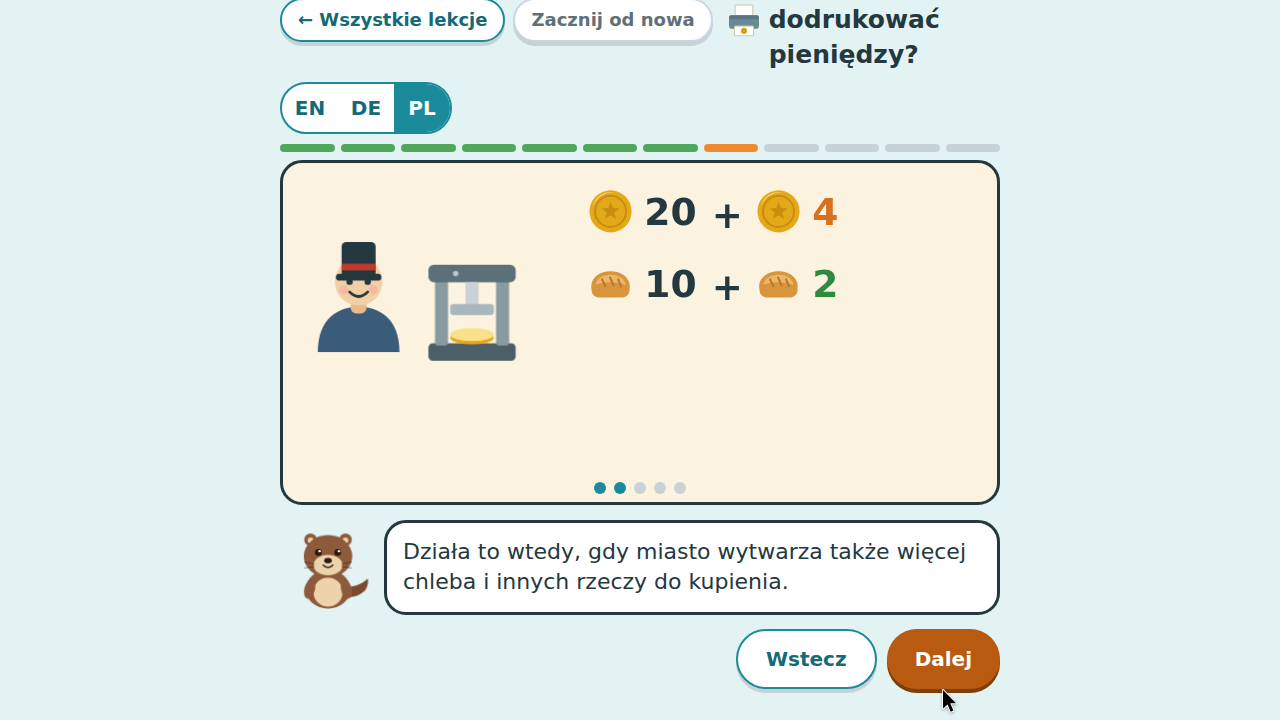 ← Wszystkie lekcje
Zacznij od nowa
dodrukować
pieniędzy?
EN DE PL
20 + 4
10 + 2
Działa to wtedy, gdy miasto wytwarza także więcej
chleba i innych rzeczy do kupienia.
Wstecz
Dalej